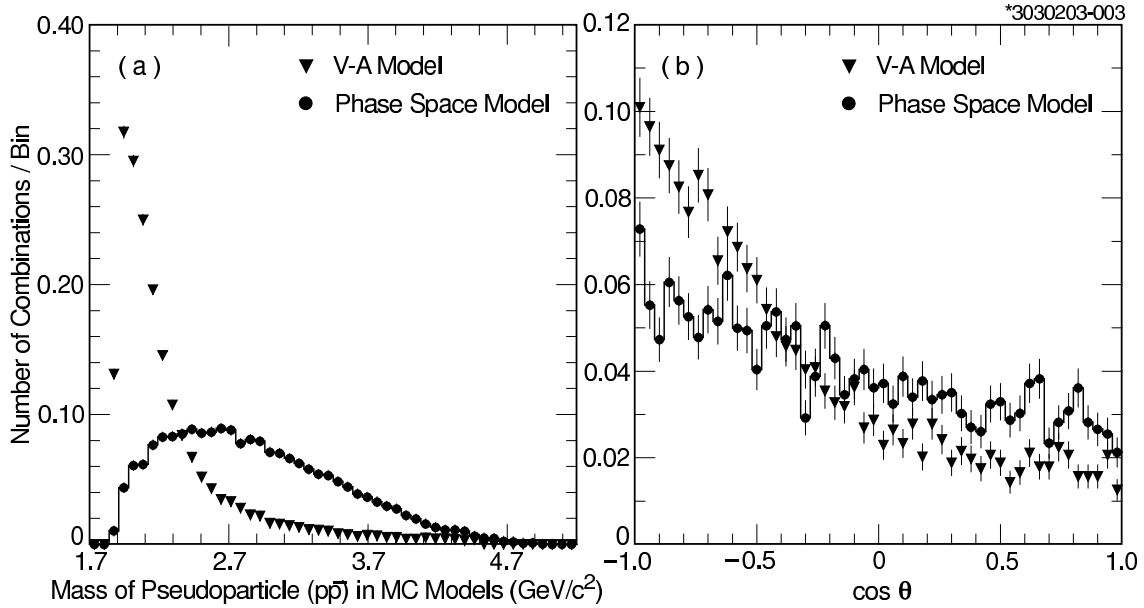 *3030203-003
0.40
0.30
0.20
0.10
0
Number of Combinations / Bin
( a )
V-A Model
Phase Space Model
1.7 2.7 3.7 4.7
Mass of Pseudoparticle (pp̅) in MC Models (GeV/c²)
0.12
0.10
0.08
0.06
0.04
0.02
0
( b )
V-A Model
Phase Space Model
-1.0 -0.5 0 0.5 1.0
cos θ